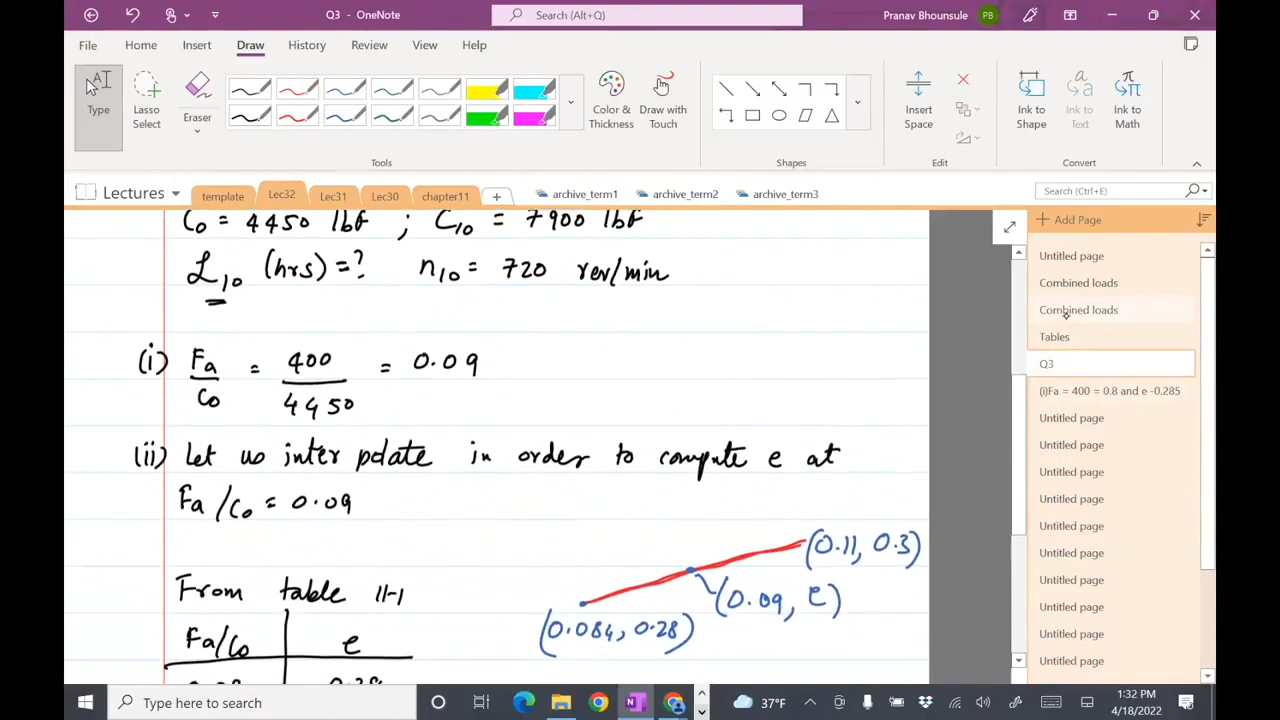 Q3 - OneNote
Search (Alt+Q)
Pranav Bhounsule PB
File Home Insert Draw History Review View Help
Type
Lasso Select
Eraser
Color & Thickness
Draw with Touch
Insert Space
Ink to Shape
Ink to Text
Ink to Math
Tools
Shapes
Edit
Convert
Lectures
template Lec32 Lec31 Lec30 chapter11 + archive_term1 archive_term2 archive_term3
Search (Ctrl+E)
Add Page
Untitled page
Combined loads
Combined loads
Tables
Q3
(i)Fa = 400 = 0.8 and e -0.285
Untitled page
Untitled page
Untitled page
Untitled page
Untitled page
Untitled page
Untitled page
Untitled page
Untitled page
Untitled page
C0 = 4450 lbf ; C10 = 7900 lbf
L10 (hrs) = ? n10 = 720 rev/min
(i) Fa/C0 = 400/4450 = 0.09
(ii) Let us interpolate in order to compute e at
Fa/C0 = 0.09
(0.11, 0.3)
(0.09, e)
(0.084, 0.28)
From table 11-1
Fa/C0 e
Type here to search
37°F
1:32 PM
4/18/2022